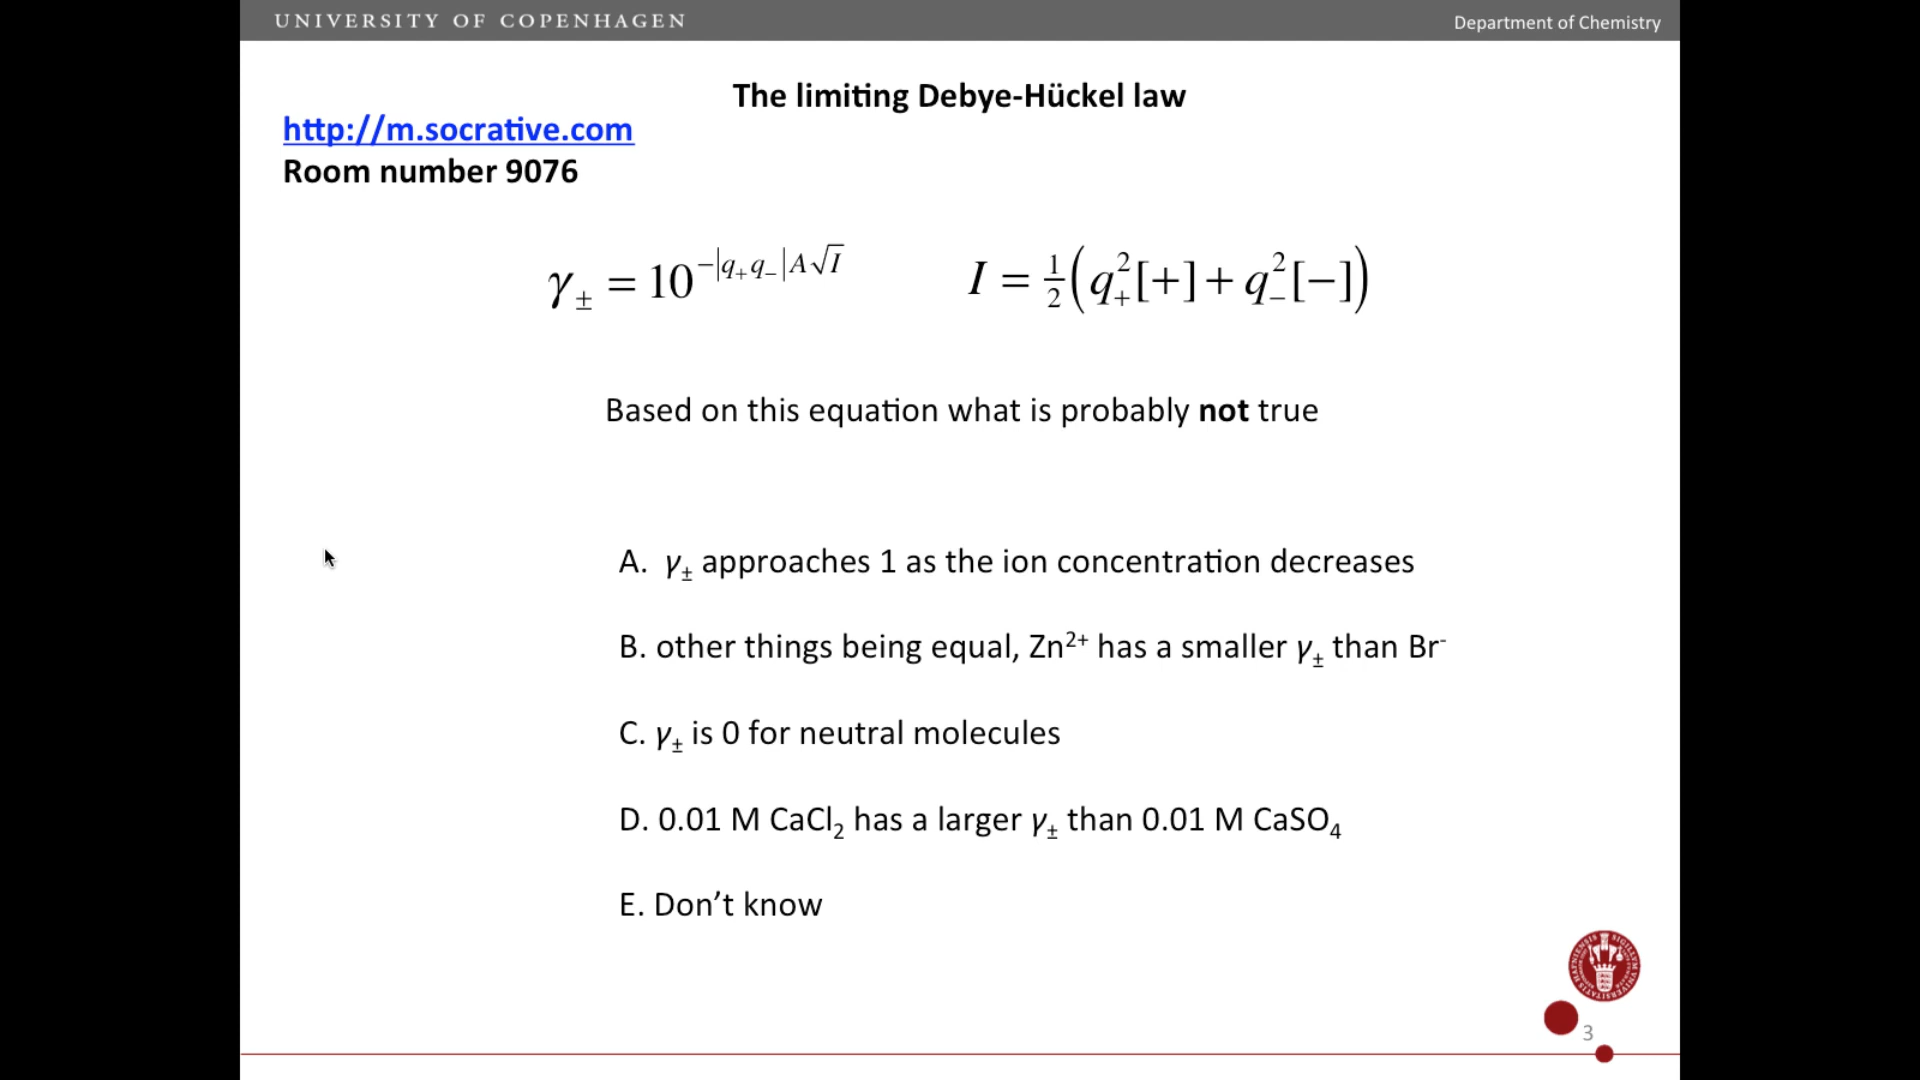 UNIVERSITY OF COPENHAGEN
Department of Chemistry
The limiting Debye-Hückel law
http://m.socrative.com
Room number 9076
γ± = 10^−|q₊q₋|A√I
I = ½(q₊²[+] + q₋²[−])
Based on this equation what is probably not true
A. γ± approaches 1 as the ion concentration decreases
B. other things being equal, Zn²⁺ has a smaller γ± than Br⁻
C. γ± is 0 for neutral molecules
D. 0.01 M CaCl₂ has a larger γ± than 0.01 M CaSO₄
E. Don’t know
3